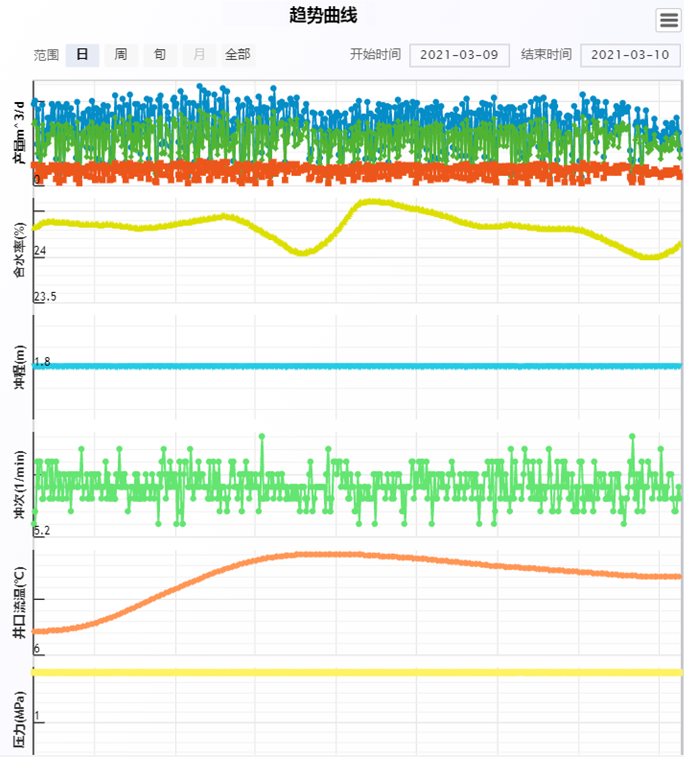 趋势曲线
范围 日 周 旬 月 全部 开始时间 2021-03-09 结束时间 2021-03-10
产量m^3/d
0
含水率(%)
24
23.5
冲程(m)
1.8
冲次(1/min)
5.2
井口流温(℃)
6
压力(MPa)
1